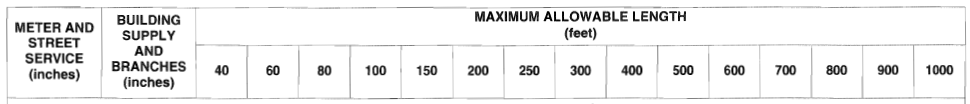 METER AND
STREET
SERVICE
(inches)
BUILDING
SUPPLY
AND
BRANCHES
(inches)
MAXIMUM ALLOWABLE LENGTH
(feet)
40 60 80 100 150 200 250 300 400 500 600 700 800 900 1000